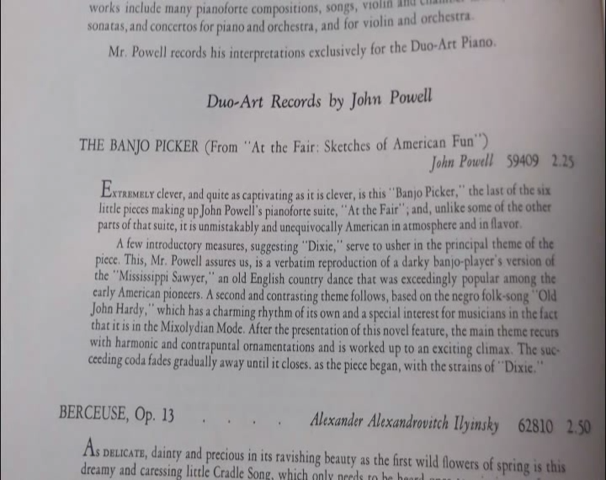 works include many pianoforte compositions, songs, violin and chamber
sonatas, and concertos for piano and orchestra, and for violin and orchestra.
Mr. Powell records his interpretations exclusively for the Duo-Art Piano.
Duo-Art Records by John Powell
THE BANJO PICKER (From "At the Fair: Sketches of American Fun")
John Powell 59409 2.25
EXTREMELY clever, and quite as captivating as it is clever, is this "Banjo Picker," the last of the six
little pieces making up John Powell's pianoforte suite, "At the Fair"; and, unlike some of the other
parts of that suite, it is unmistakably and unequivocally American in atmosphere and in flavor.
A few introductory measures, suggesting "Dixie," serve to usher in the principal theme of the
piece. This, Mr. Powell assures us, is a verbatim reproduction of a darky banjo-player's version of
the "Mississippi Sawyer," an old English country dance that was exceedingly popular among the
early American pioneers. A second and contrasting theme follows, based on the negro folk-song "Old
John Hardy," which has a charming rhythm of its own and a special interest for musicians in the fact
that it is in the Mixolydian Mode. After the presentation of this novel feature, the main theme recurs
with harmonic and contrapuntal ornamentations and is worked up to an exciting climax. The suc-
ceeding coda fades gradually away until it closes, as the piece began, with the strains of "Dixie."
BERCEUSE, Op. 13 . . . . Alexander Alexandrovitch Ilyinsky 62810 2.50
AS DELICATE, dainty and precious in its ravishing beauty as the first wild flowers of spring is this
dreamy and caressing little Cradle Song, which only needs to be heard